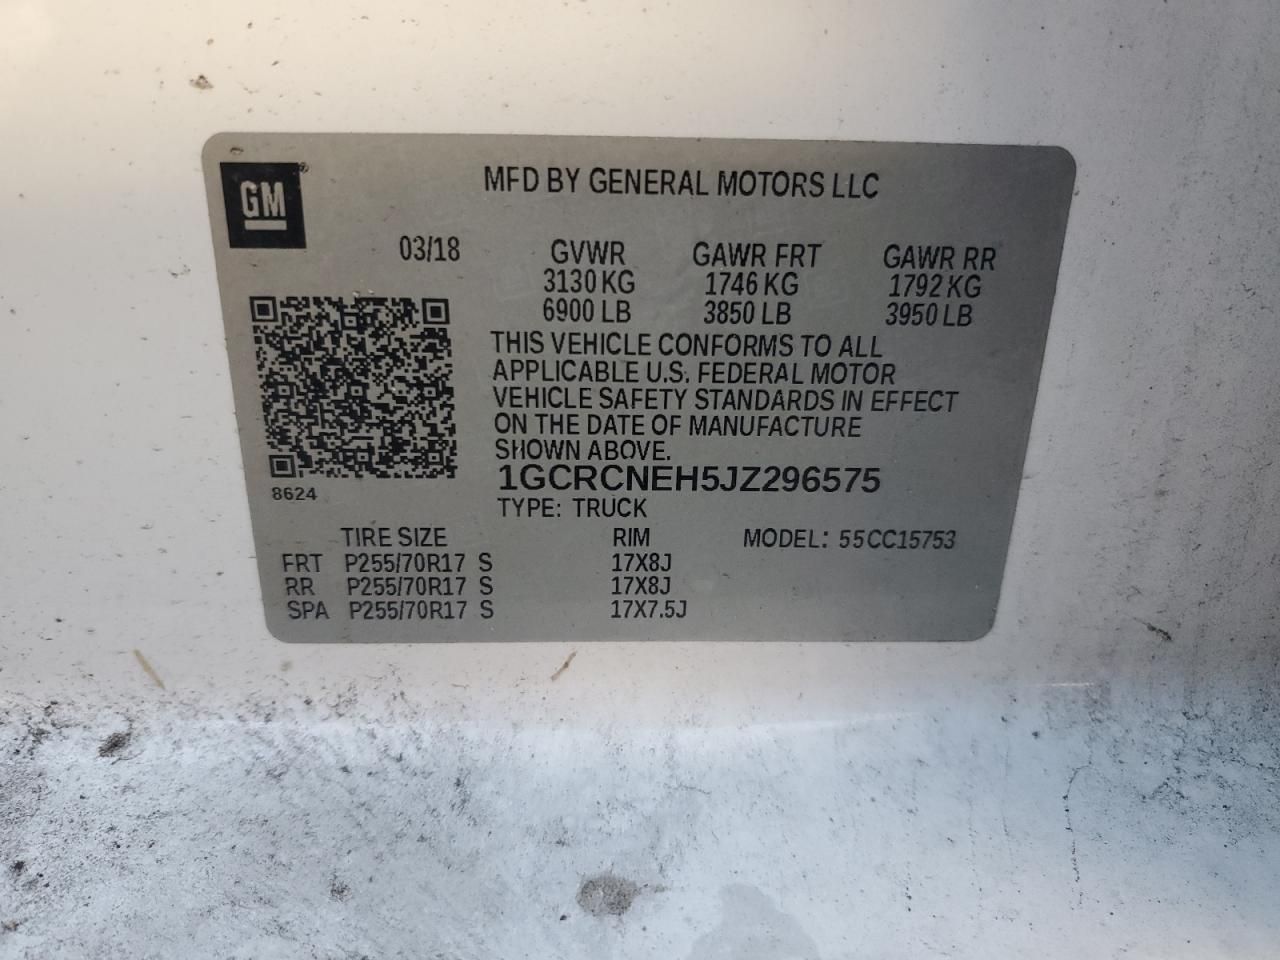 GM
MFD BY GENERAL MOTORS LLC
03/18 GVWR GAWR FRT GAWR RR
3130 KG 1746 KG 1792 KG
6900 LB 3850 LB 3950 LB
THIS VEHICLE CONFORMS TO ALL
APPLICABLE U.S. FEDERAL MOTOR
VEHICLE SAFETY STANDARDS IN EFFECT
ON THE DATE OF MANUFACTURE
SHOWN ABOVE.
1GCRCNEH5JZ296575
8624
TYPE: TRUCK
TIRE SIZE RIM MODEL: 55CC15753
FRT P255/70R17 S 17X8J
RR P255/70R17 S 17X8J
SPA P255/70R17 S 17X7.5J